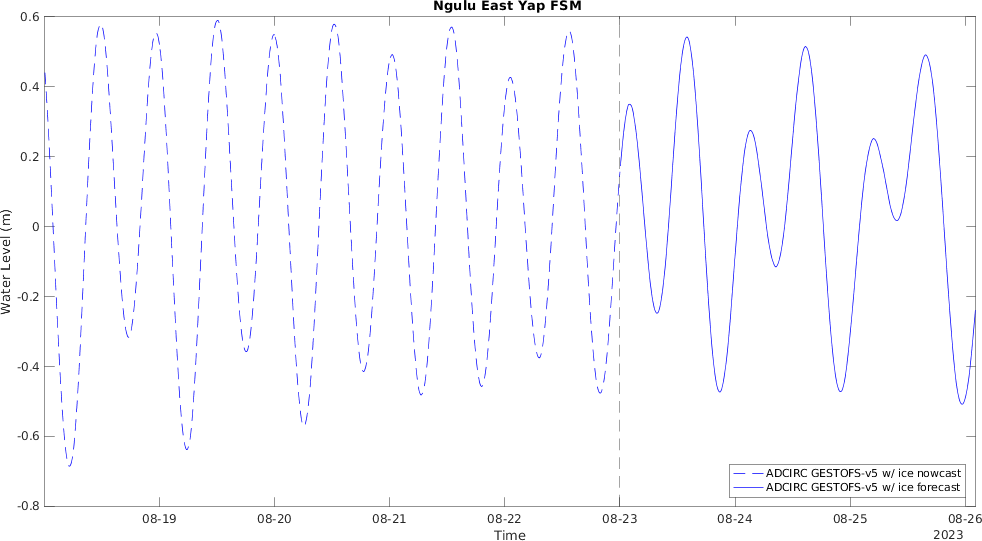 Ngulu East Yap FSM
0.6
0.4
0.2
0
-0.2
-0.4
-0.6
-0.8
Water Level (m)
ADCIRC GESTOFS-v5 w/ ice nowcast
ADCIRC GESTOFS-v5 w/ ice forecast
08-19 08-20 08-21 08-22 08-23 08-24 08-25 08-26
Time
2023